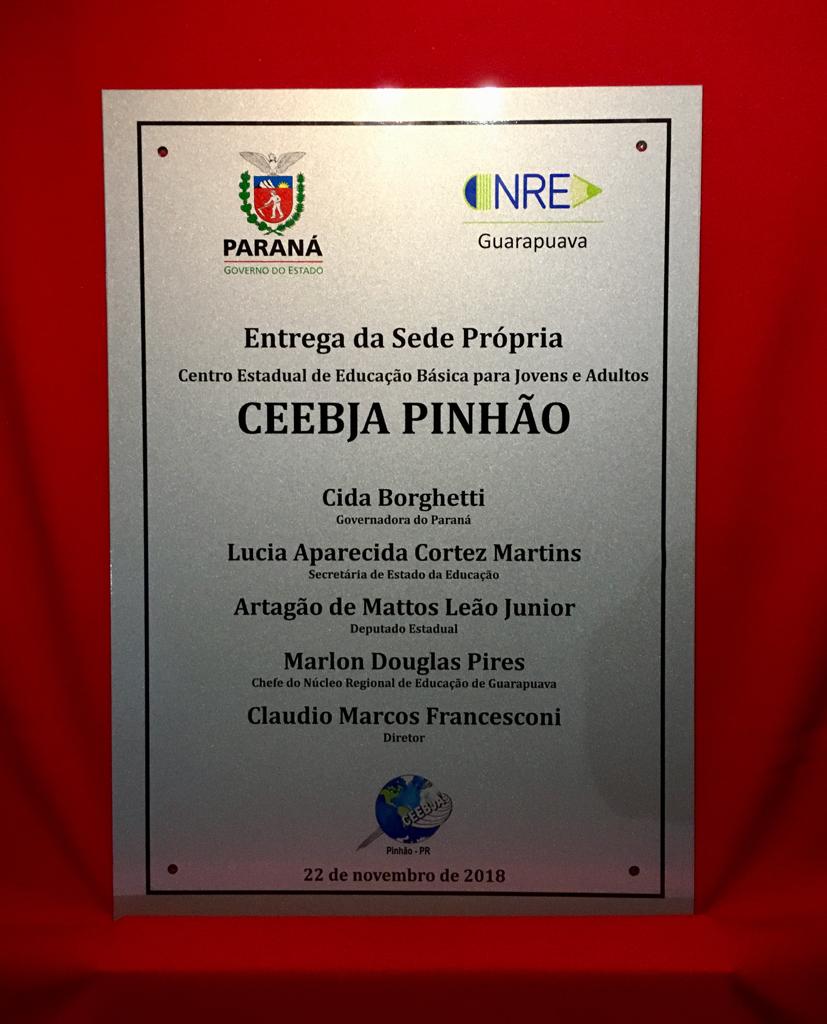 PARANÁ
GOVERNO DO ESTADO
NRE
Guarapuava
Entrega da Sede Própria
Centro Estadual de Educação Básica para Jovens e Adultos
CEEBJA PINHÃO
Cida Borghetti
Governadora do Paraná
Lucia Aparecida Cortez Martins
Secretária de Estado da Educação
Artagão de Mattos Leão Junior
Deputado Estadual
Marlon Douglas Pires
Chefe do Núcleo Regional de Educação de Guarapuava
Claudio Marcos Francesconi
Diretor
CEEBJA
Pinhão - PR
22 de novembro de 2018